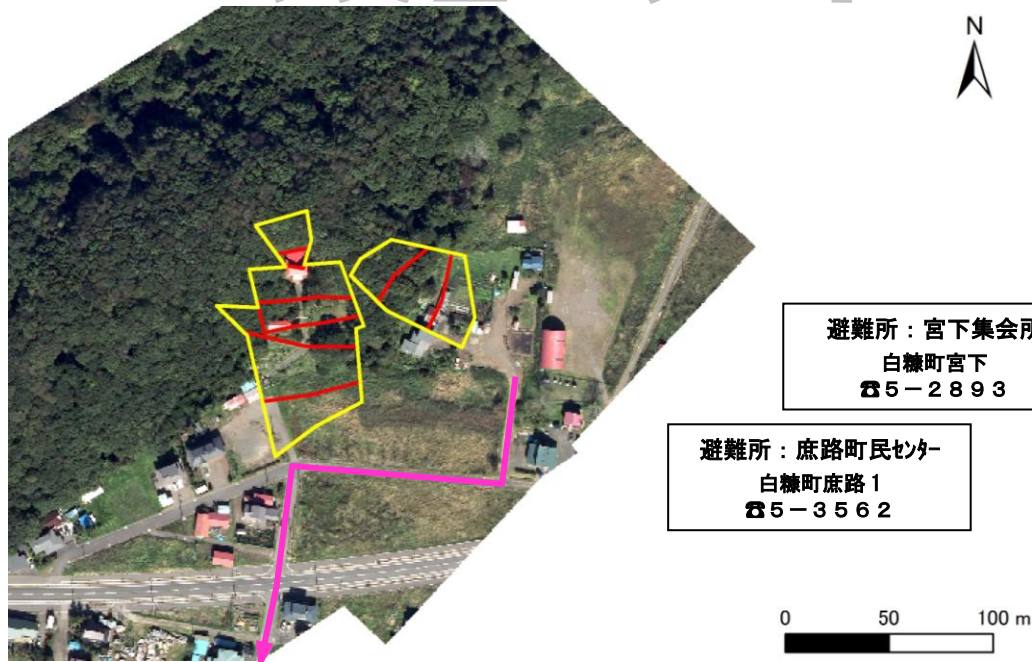 N
避難所：宮下集会所
白糠町宮下
☎5－2893
避難所：庶路町民センター
白糠町庶路1
☎5－3562
0 50 100 m